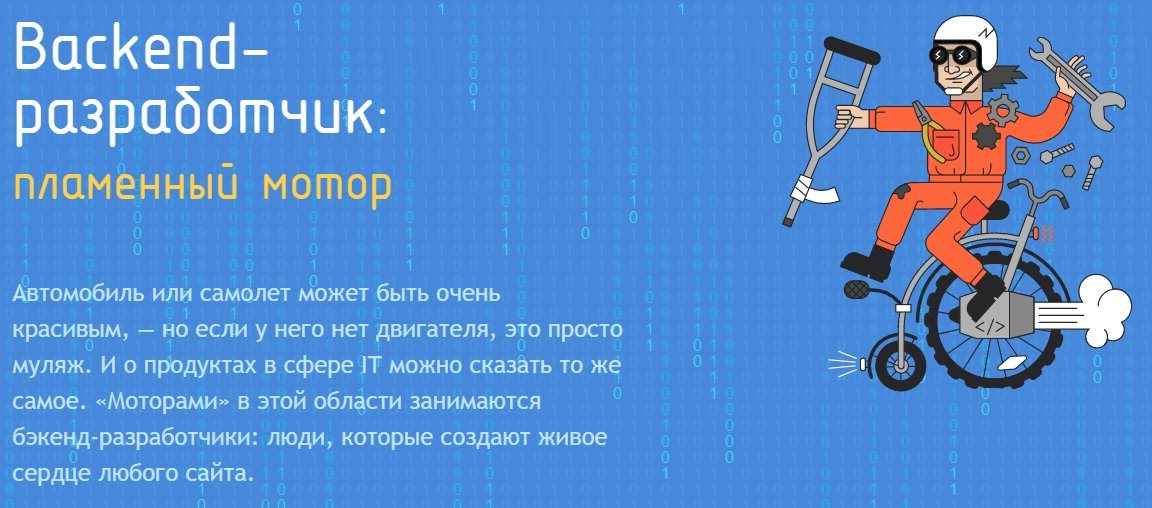 Backend-
разработчик:
пламенный мотор
Автомобиль или самолет может быть очень
красивым, — но если у него нет двигателя, это просто
муляж. И о продуктах в сфере IT можно сказать то же
самое. «Моторами» в этой области занимаются
бэкенд-разработчики: люди, которые создают живое
сердце любого сайта.